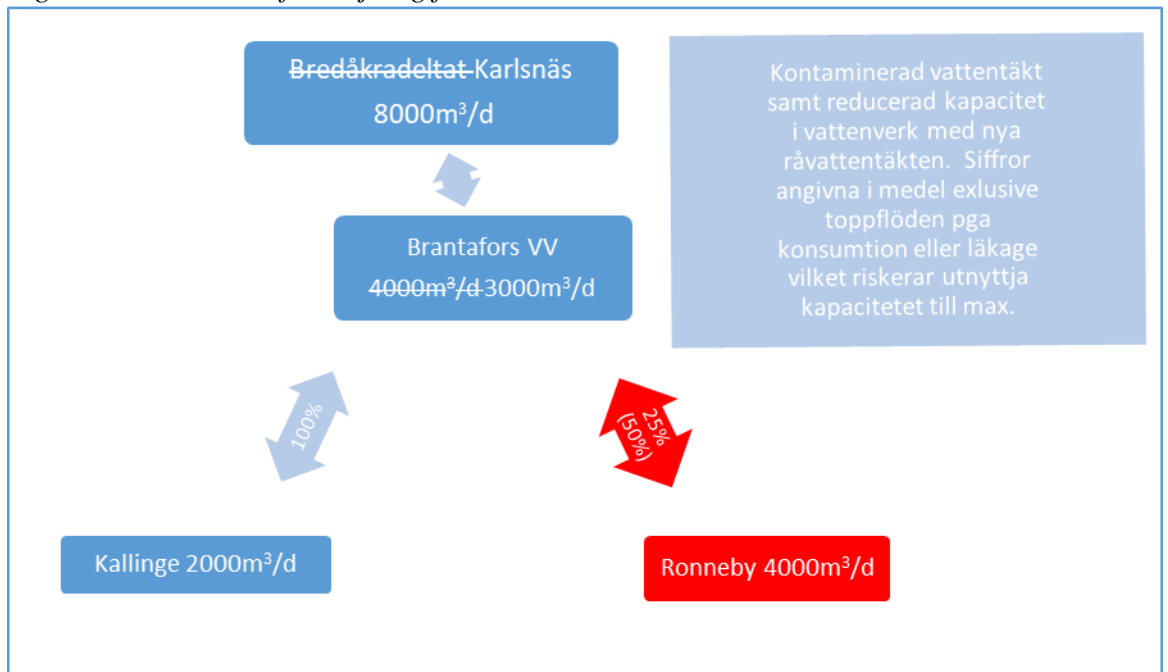 Bredåkradeltat Karlsnäs
8000m³/d
Kontaminerad vattentäkt
samt reducerad kapacitet
i vattenverk med nya
råvattentäkten. Siffror
angivna i medel exlusive
toppflöden pga
konsumtion eller läkage
vilket riskerar utnyttja
kapacitetet till max.
Brantafors VV
4000m³/d 3000m³/d
100%
25%
(50%)
Kallinge 2000m³/d
Ronneby 4000m³/d